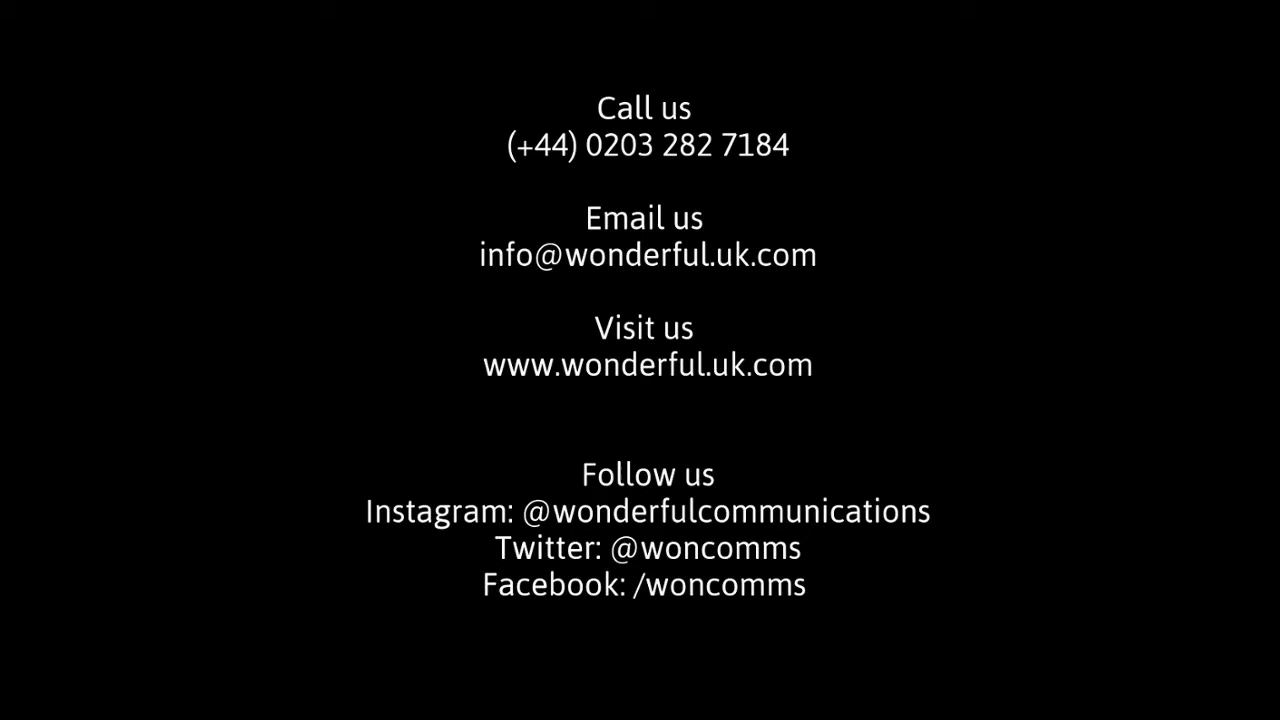 Call us
(+44) 0203 282 7184
Email us
info@wonderful.uk.com
Visit us
www.wonderful.uk.com
Follow us
Instagram: @wonderfulcommunications
Twitter: @woncomms
Facebook: /woncomms